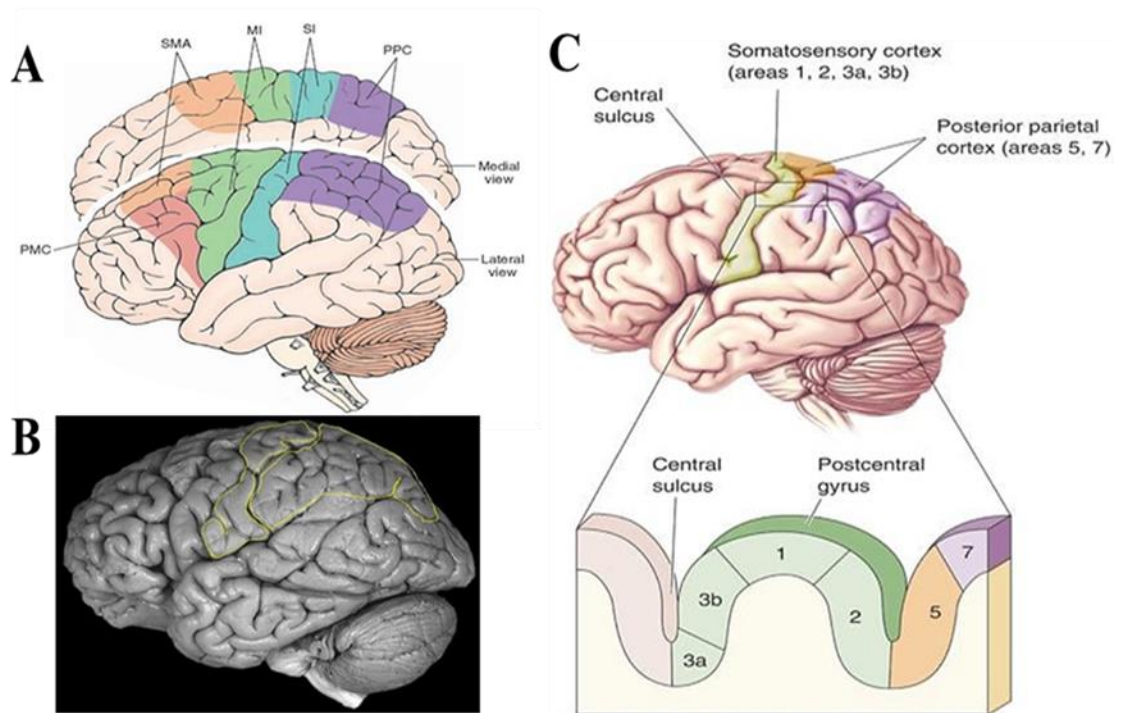 A
SMA
MI
SI
PPC
Medial
view
PMC
Lateral
view
B
C
Somatosensory cortex
(areas 1, 2, 3a, 3b)
Central
sulcus
Posterior parietal
cortex (areas 5, 7)
Central
sulcus
Postcentral
gyrus
1
3b
3a
2
5
7